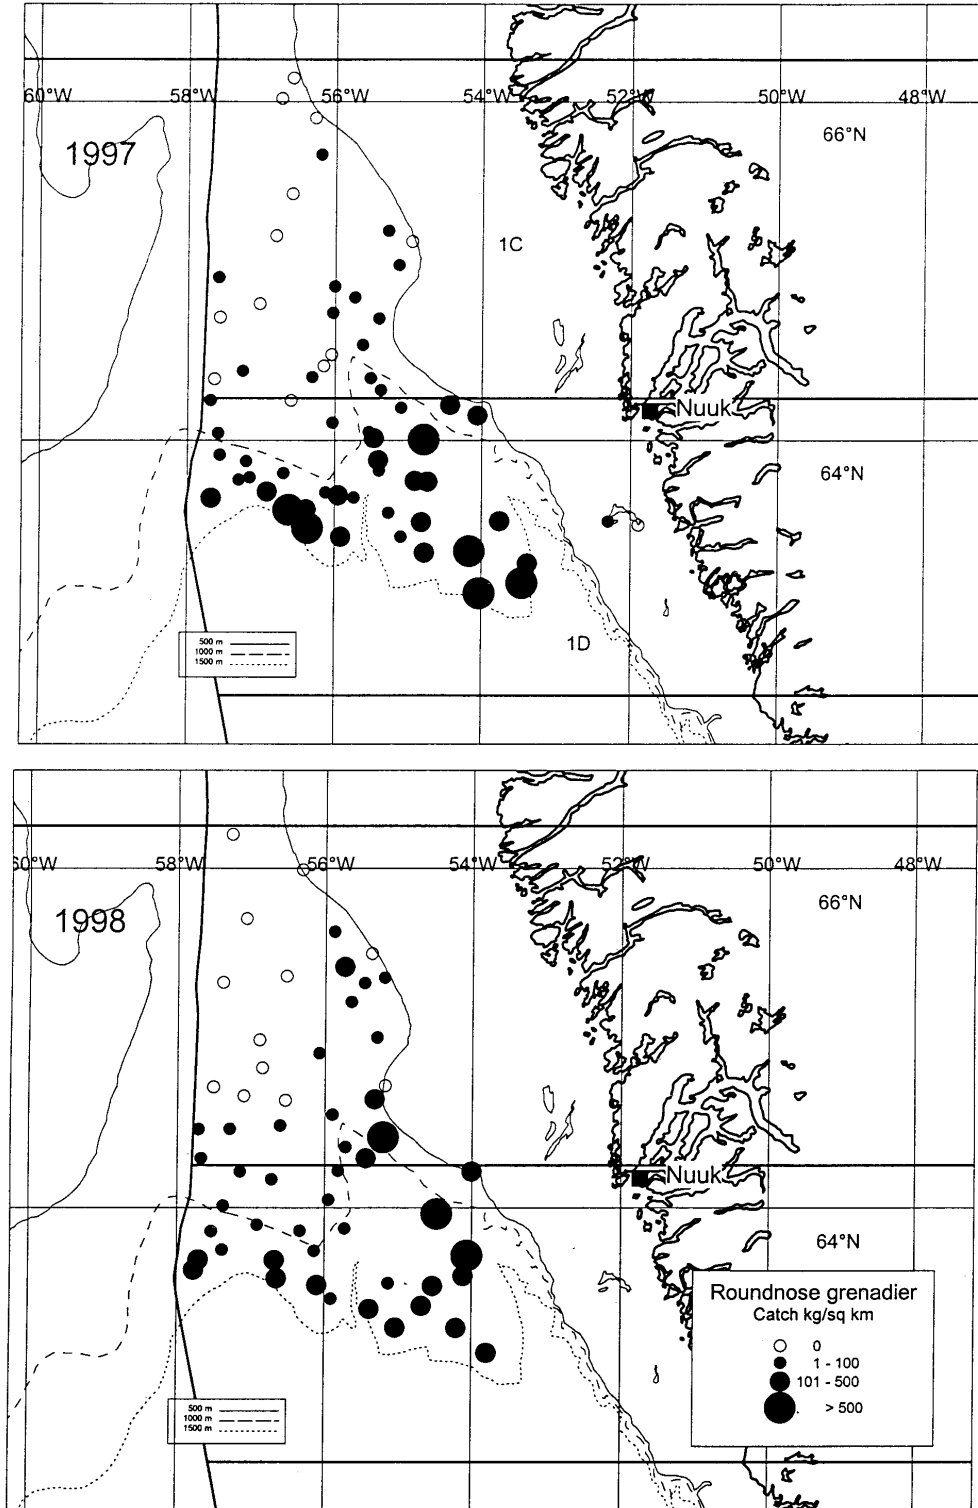 60°W 58°W 56°W 54°W 52°W 50°W 48°W
66°N
1997
1C
Nuuk
64°N
1D
500 m
1000 m
1500 m
60°W 58°W 56°W 54°W 52°W 50°W 48°W
66°N
1998
Nuuk
64°N
Roundnose grenadier
Catch kg/sq km
0
1 - 100
101 - 500
> 500
500 m
1000 m
1500 m